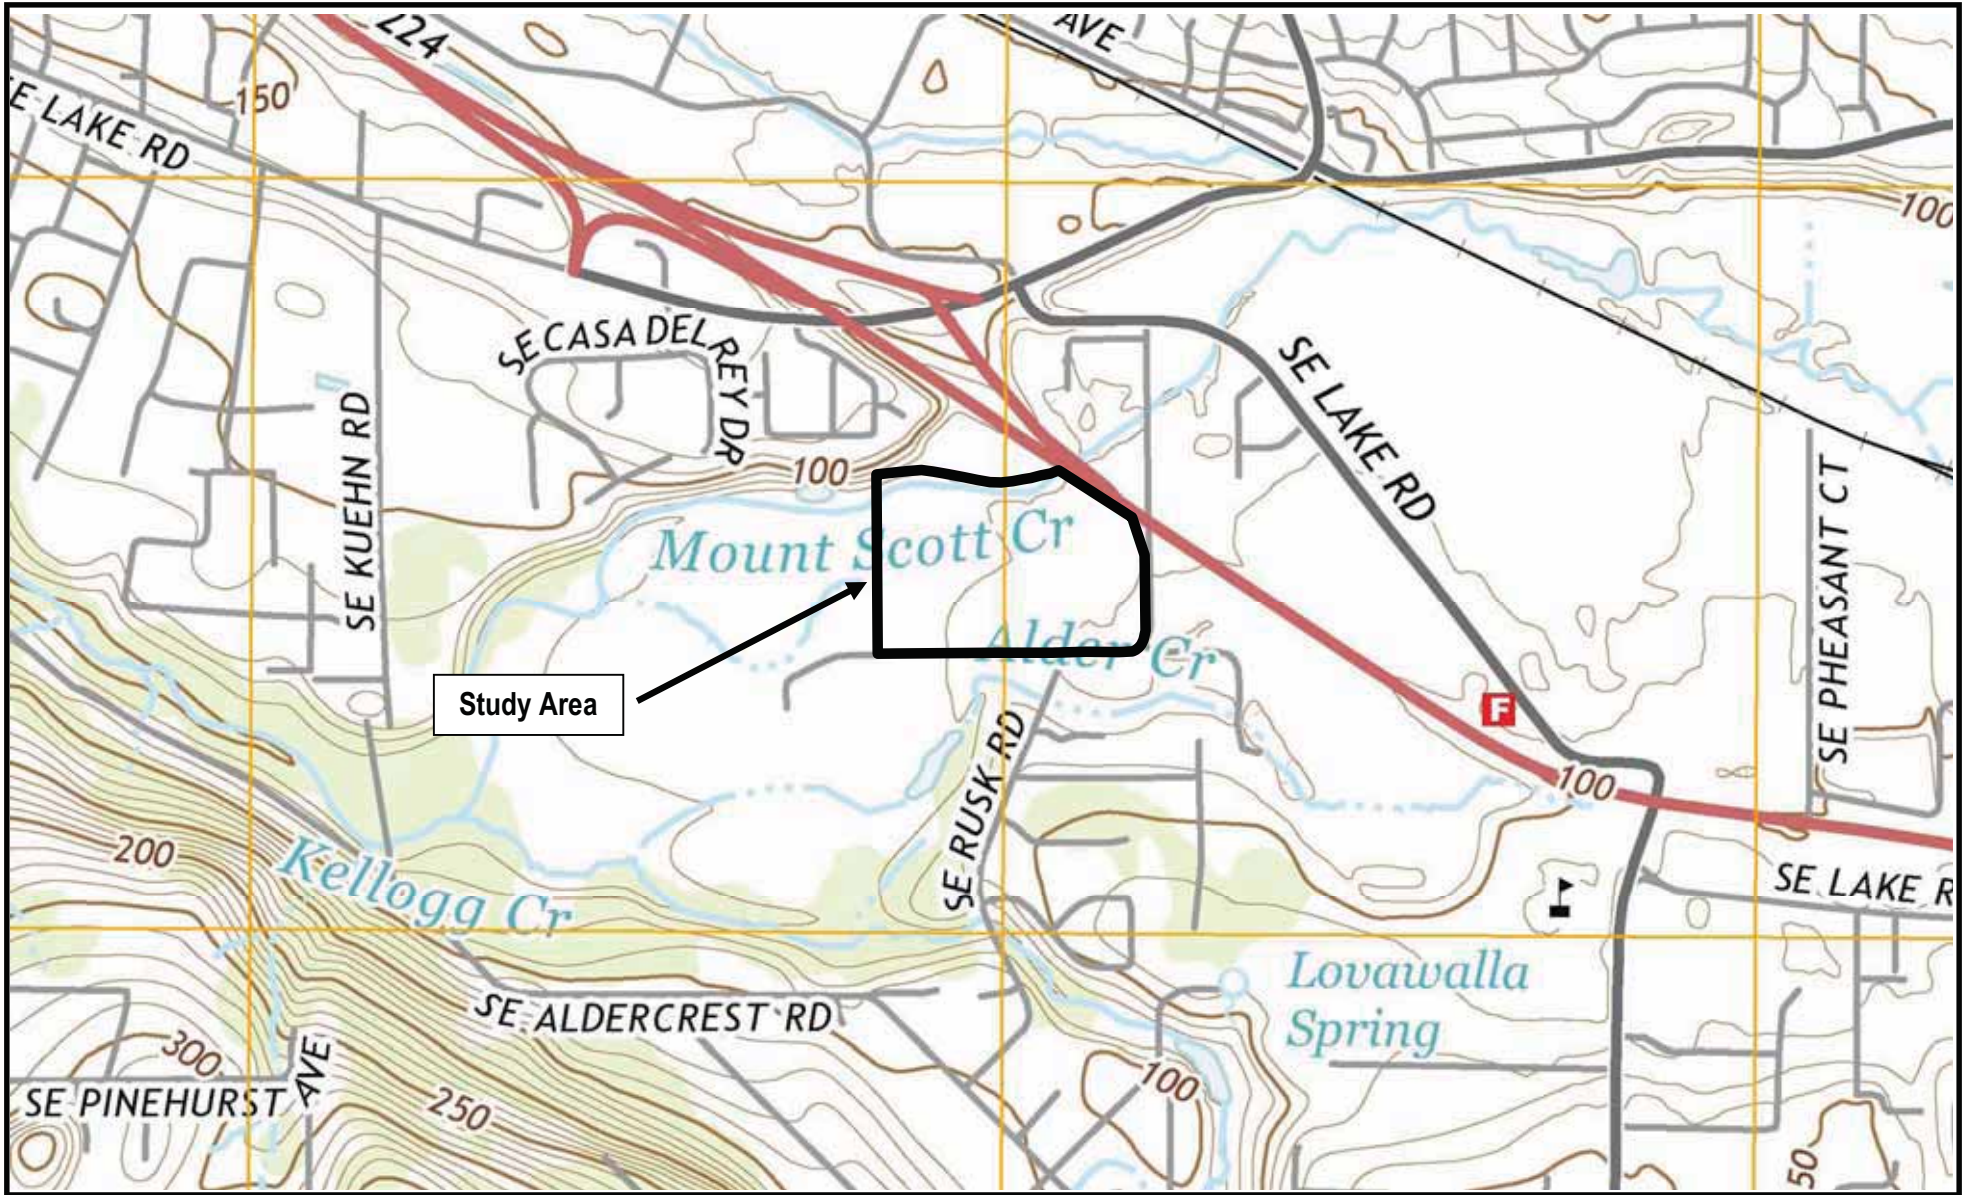 224
AVE
150
E LAKE RD
100
SE CASA DEL REY DR
SE LAKE RD
SE KUEHN RD
100
SE PHEASANT CT
Mount Scott Cr
Alder Cr
Study Area
F
SE RUSK RD
100
200
Kellogg Cr
SE LAKE R
Lovawalla
Spring
SE ALDERCREST RD
300
AVE
100
SE PINEHURST
250
50